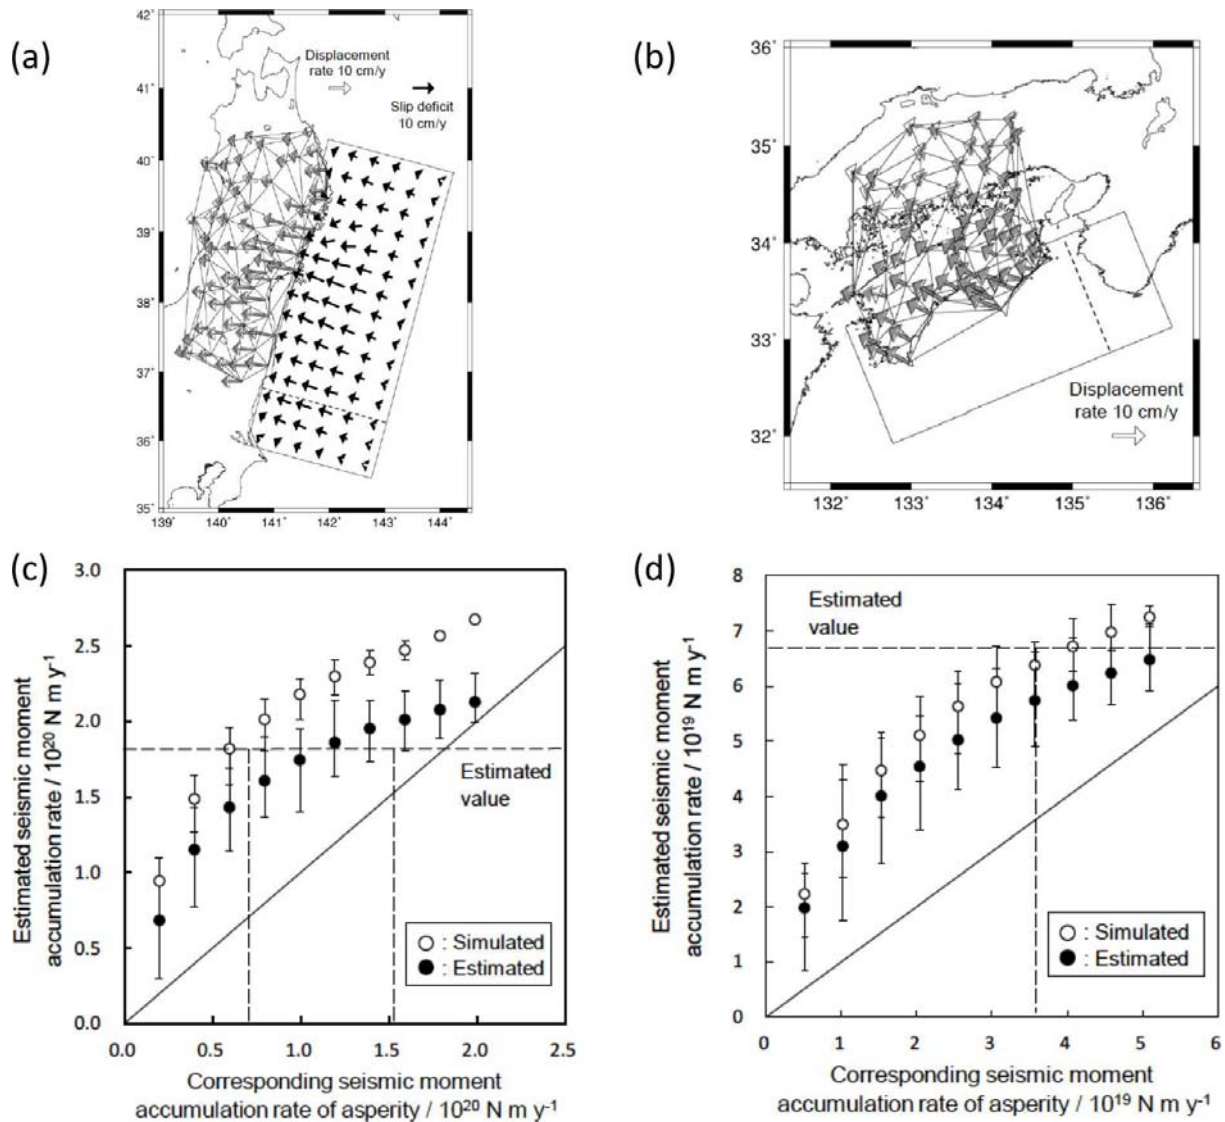 (a)
42°
41°
40°
39°
38°
37°
36°
35°
139°
140°
141°
142°
143°
144°
Displacement
rate 10 cm/y
Slip deficit
10 cm/y
(b)
36°
35°
34°
33°
32°
132°
133°
134°
135°
136°
Displacement
rate 10 cm/y
(c)
3.0
2.5
2.0
1.5
1.0
0.5
0.0
0.0
0.5
1.0
1.5
2.0
2.5
Estimated seismic moment
accumulation rate / 10²⁰ N m y⁻¹
Estimated
value
○ : Simulated
● : Estimated
Corresponding seismic moment
accumulation rate of asperity / 10²⁰ N m y⁻¹
(d)
8
7
6
5
4
3
2
1
0
0
1
2
3
4
5
6
Estimated seismic moment
accumulation rate / 10¹⁹ N m y⁻¹
Estimated
value
○ : Simulated
● : Estimated
Corresponding seismic moment
accumulation rate of asperity / 10¹⁹ N m y⁻¹